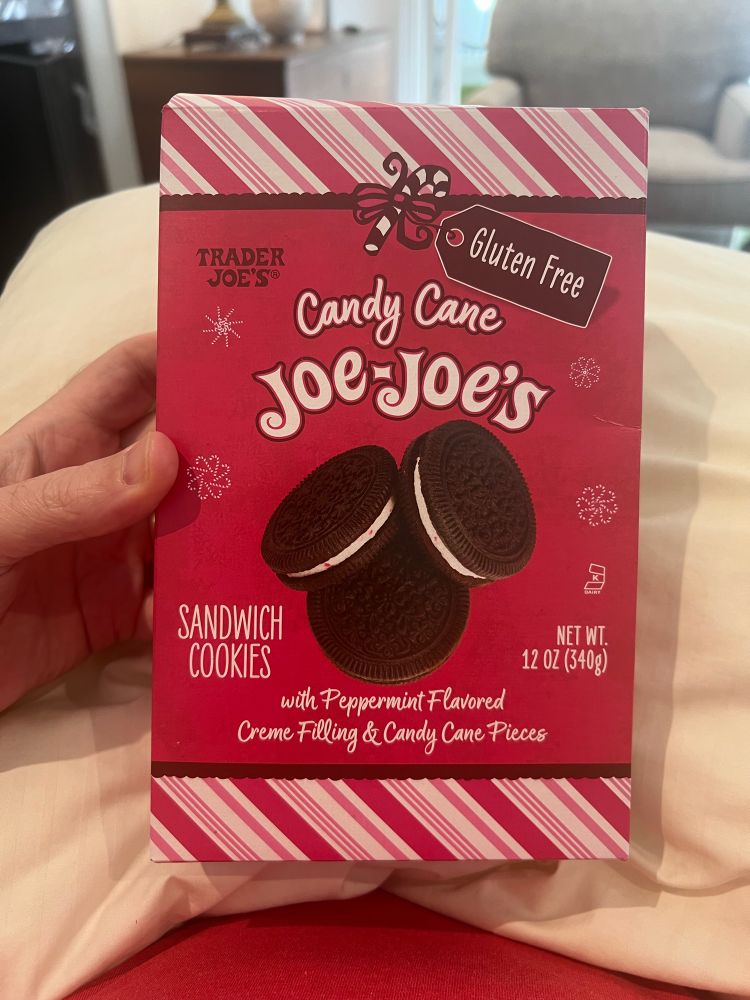 TRADER
JOE'S®
Gluten Free
Candy Cane
JOE-JOE'S
SANDWICH
COOKIES
K
DAIRY
NET WT.
12 OZ (340g)
with Peppermint Flavored
Creme Filling & Candy Cane Pieces